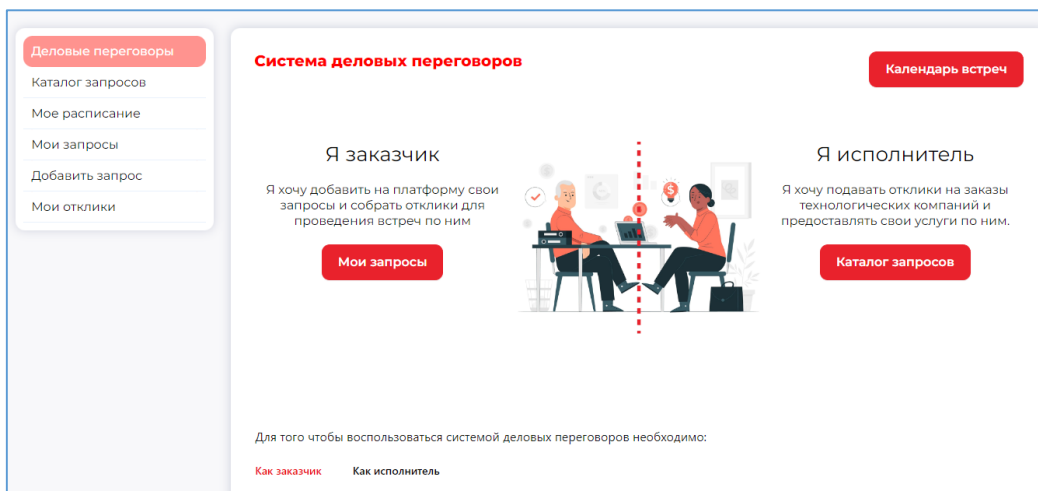 Деловые переговоры
Каталог запросов
Мое расписание
Мои запросы
Добавить запрос
Мои отклики
Система деловых переговоров
Календарь встреч
Я заказчик
Я хочу добавить на платформу свои
запросы и собрать отклики для
проведения встреч по ним
Мои запросы
Я исполнитель
Я хочу подавать отклики на заказы
технологических компаний и
предоставлять свои услуги по ним.
Каталог запросов
Для того чтобы воспользоваться системой деловых переговоров необходимо:
Как заказчик Как исполнитель